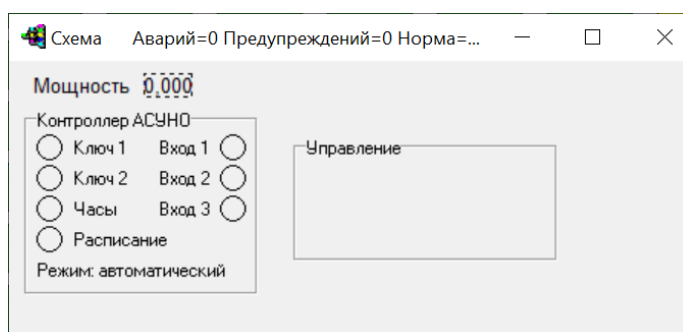 Схема Аварий=0 Предупреждений=0 Норма=...
Мощность 0,000
Контроллер АСУНО
Ключ 1 Вход 1
Ключ 2 Вход 2
Часы Вход 3
Расписание
Режим: автоматический
Управление